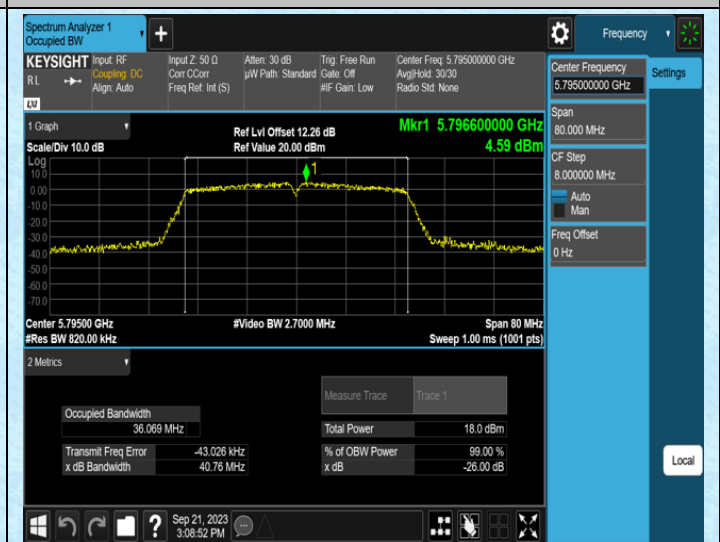 Spectrum Analyzer 1
Occupied BW
Frequency
KEYSIGHT
R L
LXI
Input: RF
Coupling: DC
Align: Auto
Input Z: 50 Ω
Corr CCorr
Freq Ref: Int (S)
Atten: 30 dB
µW Path: Standard
Trig: Free Run
Gate: Off
#IF Gain: Low
Center Freq: 5.795000000 GHz
Avg|Hold: 30/30
Radio Std: None
Center Frequency
5.795000000 GHz
Settings
Span
80.000 MHz
CF Step
8.000000 MHz
Auto
Man
Freq Offset
0 Hz
1 Graph
Scale/Div 10.0 dB
Ref Lvl Offset 12.26 dB
Ref Value 20.00 dBm
Mkr1 5.796600000 GHz
4.59 dBm
Log
1
10.0
0.00
-10.0
-20.0
-30.0
-40.0
-50.0
-60.0
-70.0
Center 5.79500 GHz
#Res BW 820.00 kHz
#Video BW 2.7000 MHz
Span 80 MHz
Sweep 1.00 ms (1001 pts)
2 Metrics
Measure Trace
Trace 1
Occupied Bandwidth
36.069 MHz
Total Power
18.0 dBm
Transmit Freq Error
-43.026 kHz
% of OBW Power
99.00 %
x dB Bandwidth
40.76 MHz
x dB
-26.00 dB
Local
?
Sep 21, 2023
3:08:52 PM